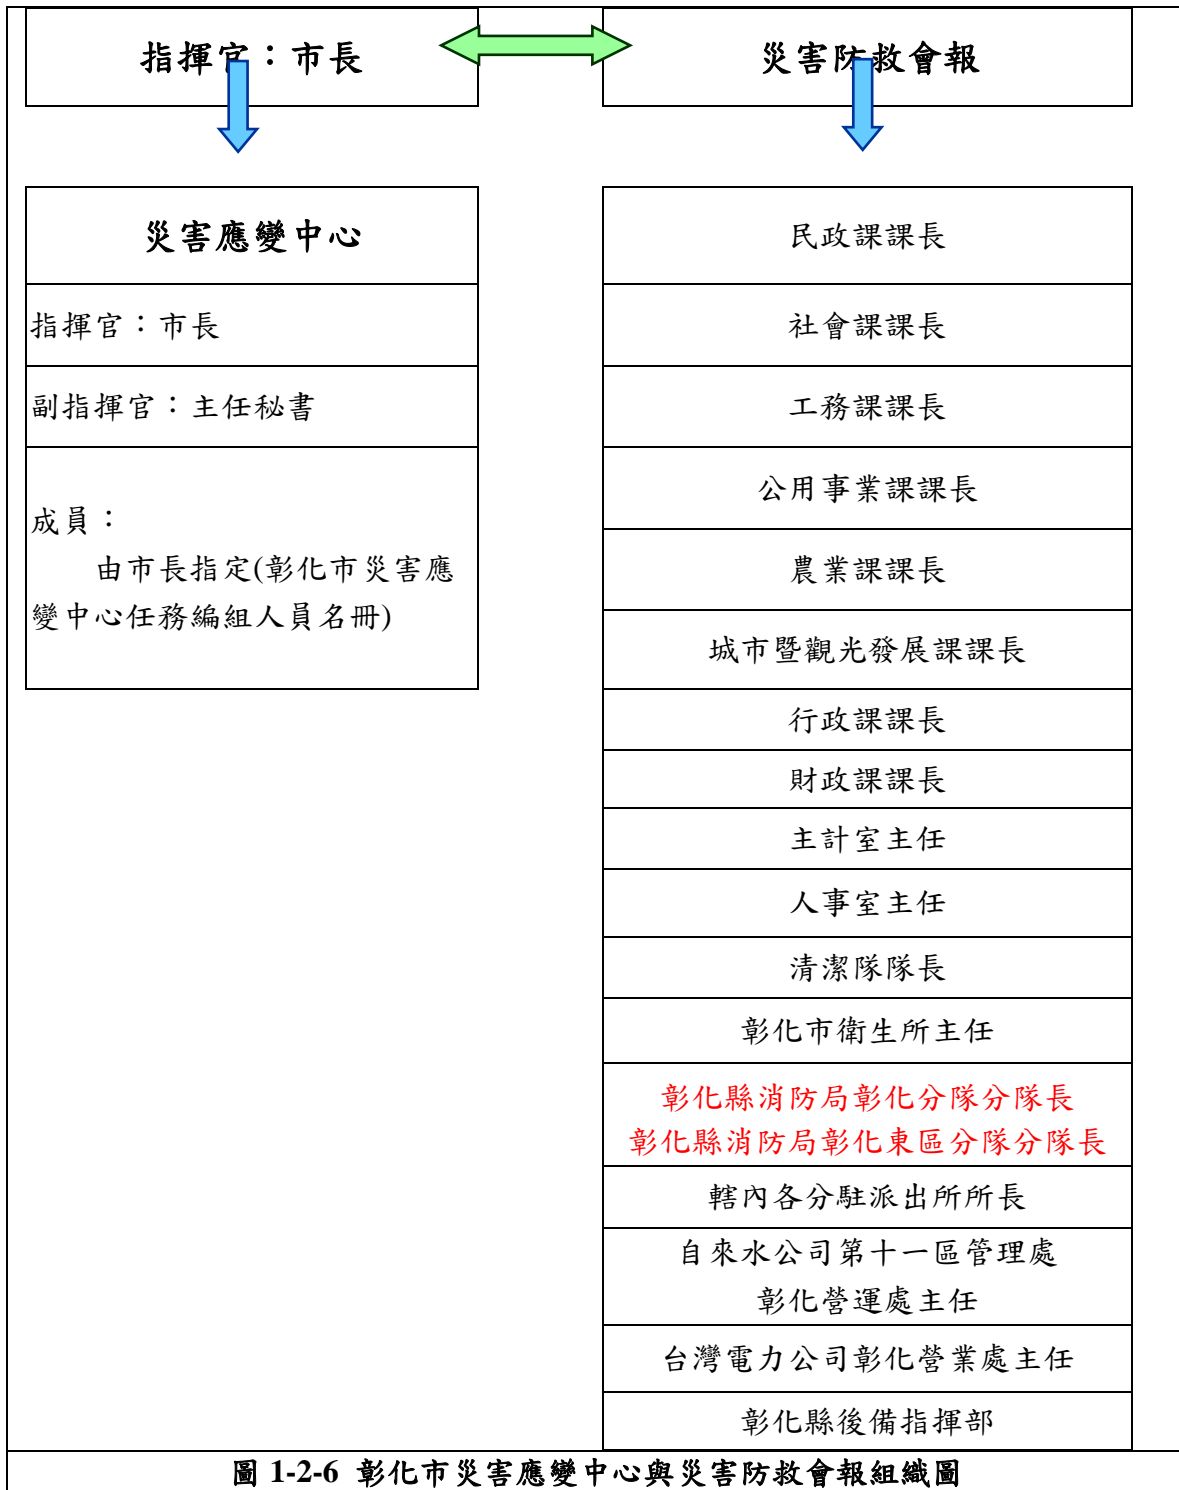 指揮官：市長
災害防救會報
災害應變中心
指揮官：市長
副指揮官：主任秘書
成員：
由市長指定(彰化市災害應
變中心任務編組人員名冊)
民政課課長
社會課課長
工務課課長
公用事業課課長
農業課課長
城市暨觀光發展課課長
行政課課長
財政課課長
主計室主任
人事室主任
清潔隊隊長
彰化市衛生所主任
彰化縣消防局彰化分隊分隊長
彰化縣消防局彰化東區分隊分隊長
轄內各分駐派出所所長
自來水公司第十一區管理處
彰化營運處主任
台灣電力公司彰化營業處主任
彰化縣後備指揮部
圖 1-2-6 彰化市災害應變中心與災害防救會報組織圖